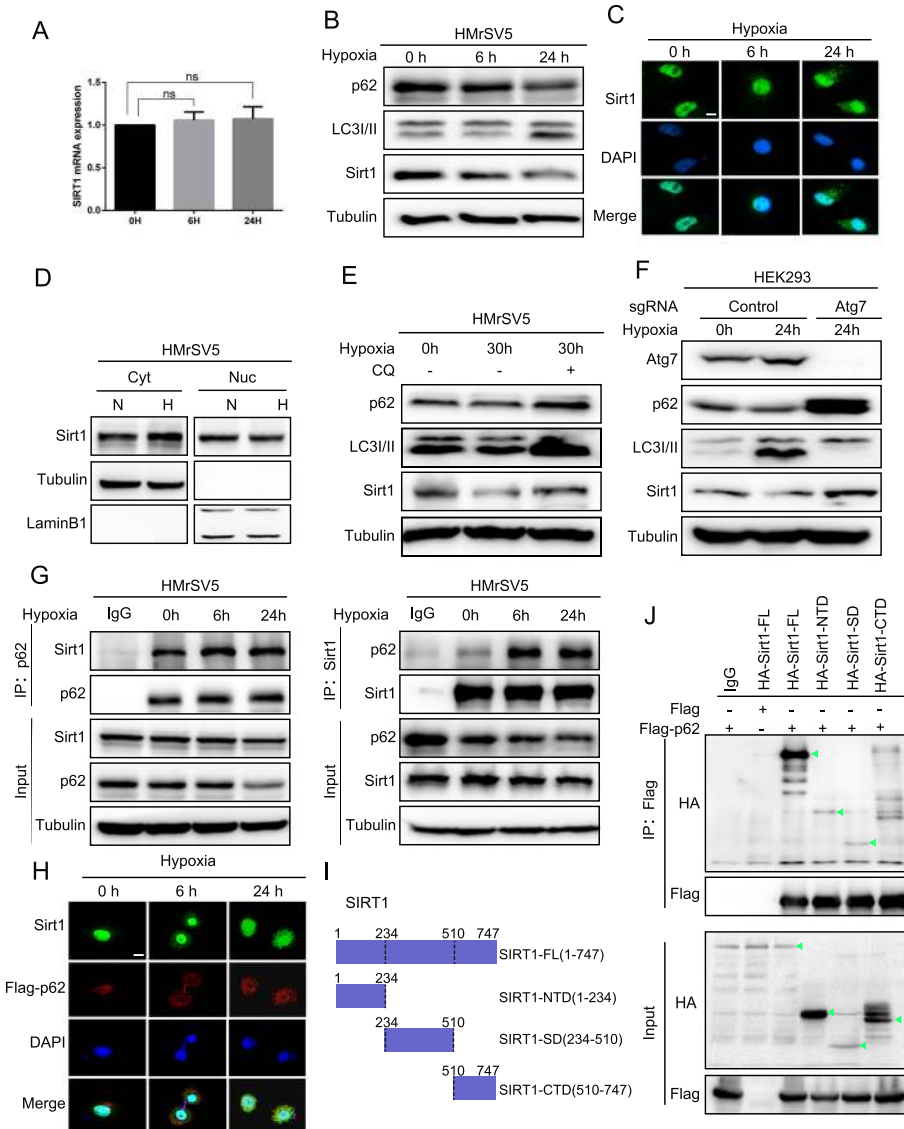 A
SIRT1 mRNA expression
1.5
1.0
0.5
0.0
ns
ns
0H
6H
24H
B
HMrSV5
Hypoxia
0 h
6 h
24 h
p62
LC3I/II
Sirt1
Tubulin
C
Hypoxia
0 h
6 h
24 h
Sirt1
DAPI
Merge
D
HMrSV5
Cyt
Nuc
N
H
N
H
Sirt1
Tubulin
LaminB1
E
HMrSV5
Hypoxia
0h
30h
30h
CQ
-
-
+
p62
LC3I/II
Sirt1
Tubulin
F
HEK293
sgRNA
Control
Atg7
Hypoxia
0h
24h
24h
Atg7
p62
LC3I/II
Sirt1
Tubulin
G
HMrSV5
Hypoxia
IgG
0h
6h
24h
IP: p62
Sirt1
p62
Input
Sirt1
p62
Tubulin
HMrSV5
Hypoxia
IgG
0h
6h
24h
IP: Sirt1
p62
Sirt1
Input
p62
Sirt1
Tubulin
H
Hypoxia
0 h
6 h
24 h
Sirt1
Flag-p62
DAPI
Merge
I
SIRT1
1 234 510 747
SIRT1-FL(1-747)
1 234
SIRT1-NTD(1-234)
234 510
SIRT1-SD(234-510)
510 747
SIRT1-CTD(510-747)
J
IgG
HA-Sirt1-FL
HA-Sirt1-FL
HA-Sirt1-NTD
HA-Sirt1-SD
HA-Sirt1-CTD
Flag - + - - - -
Flag-p62 + - + + + +
IP: Flag
HA
Flag
Input
HA
Flag